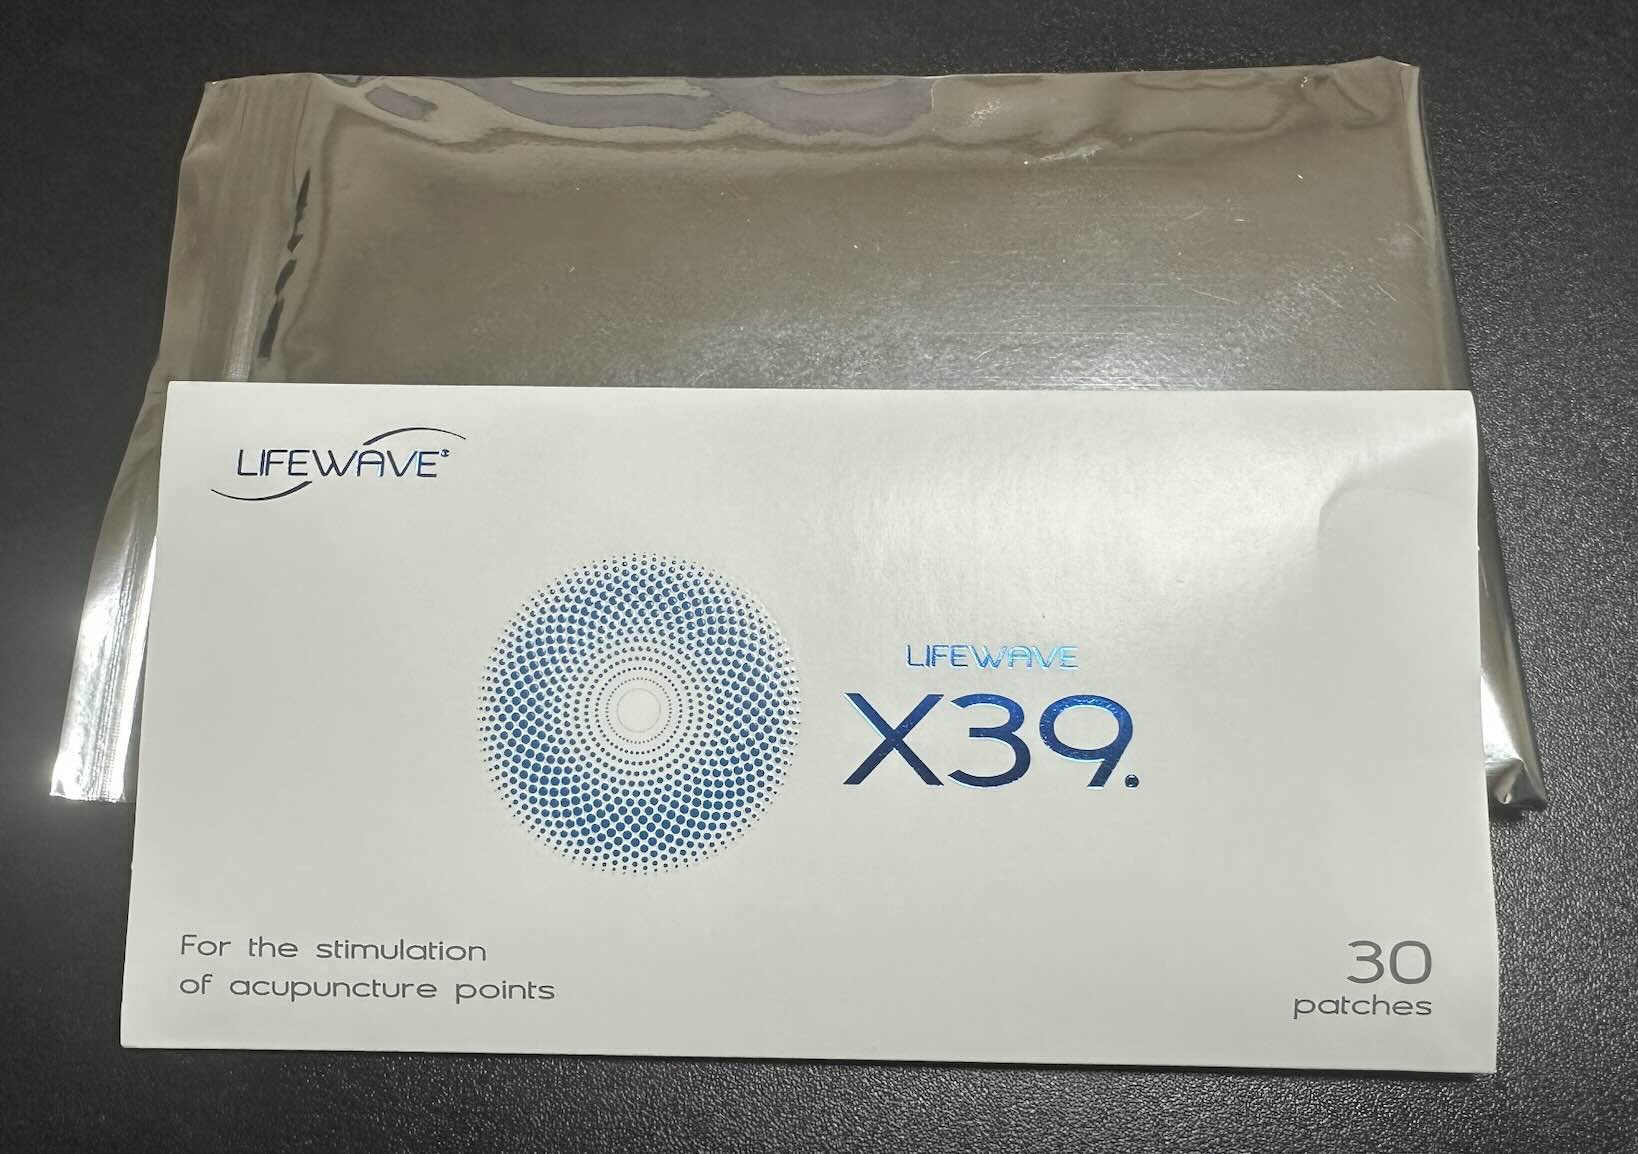 LIFEWAVE
LIFEWAVE
X39.
For the stimulation
of acupuncture points
30
patches